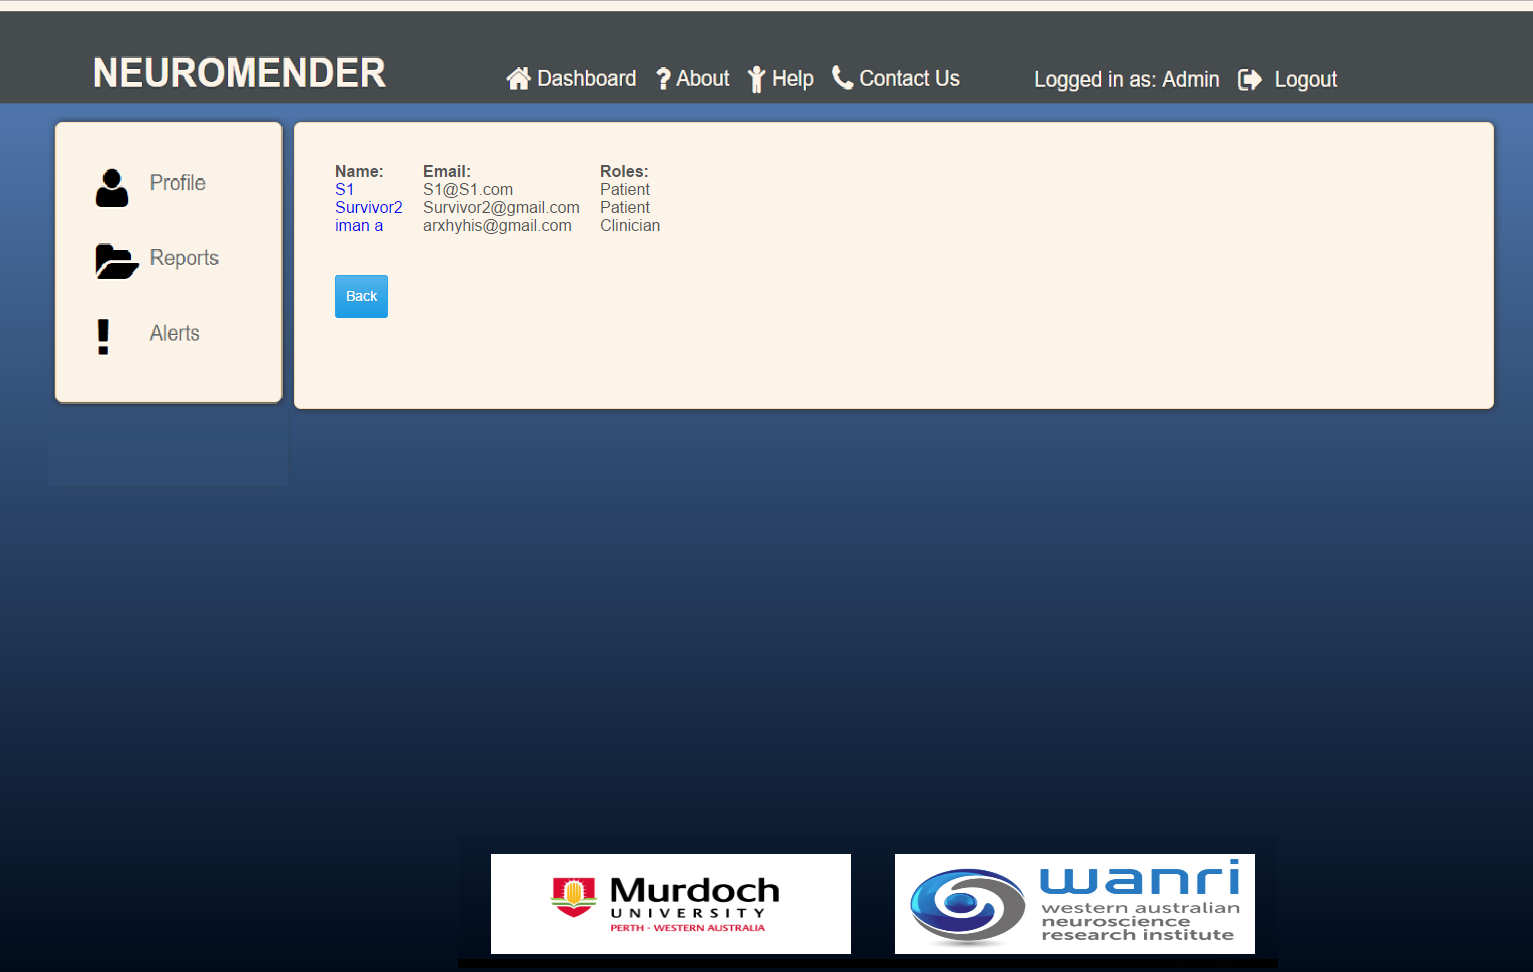 NEUROMENDER
Dashboard About Help Contact Us Logged in as: Admin Logout
Profile
Reports
Alerts
Name: Email: Roles:
S1 S1@S1.com Patient
Survivor2 Survivor2@gmail.com Patient
iman a arxhyhis@gmail.com Clinician
Back
Murdoch
UNIVERSITY
PERTH - WESTERN AUSTRALIA
wanri
western australian
neuroscience
research institute